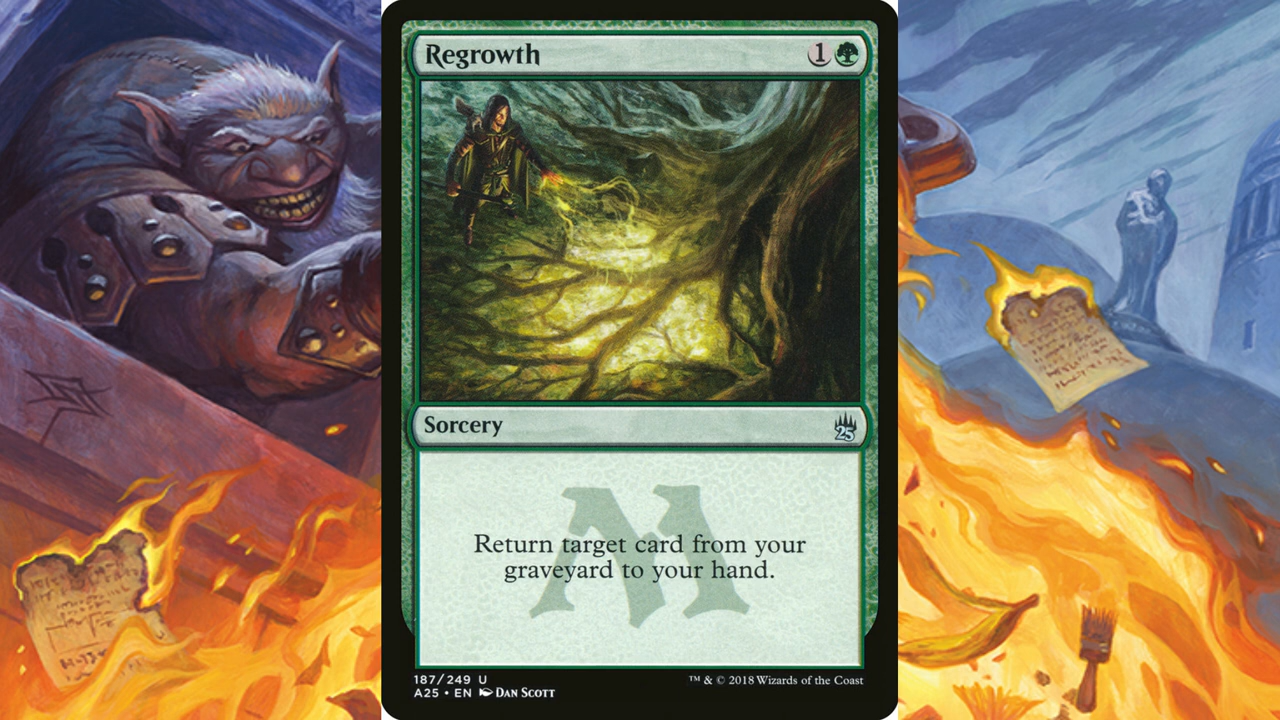 Regrowth 1
Sorcery 25
M
Return target card from your
graveyard to your hand.
187/249 U
A25 • EN DAN SCOTT
™ & © 2018 Wizards of the Coast